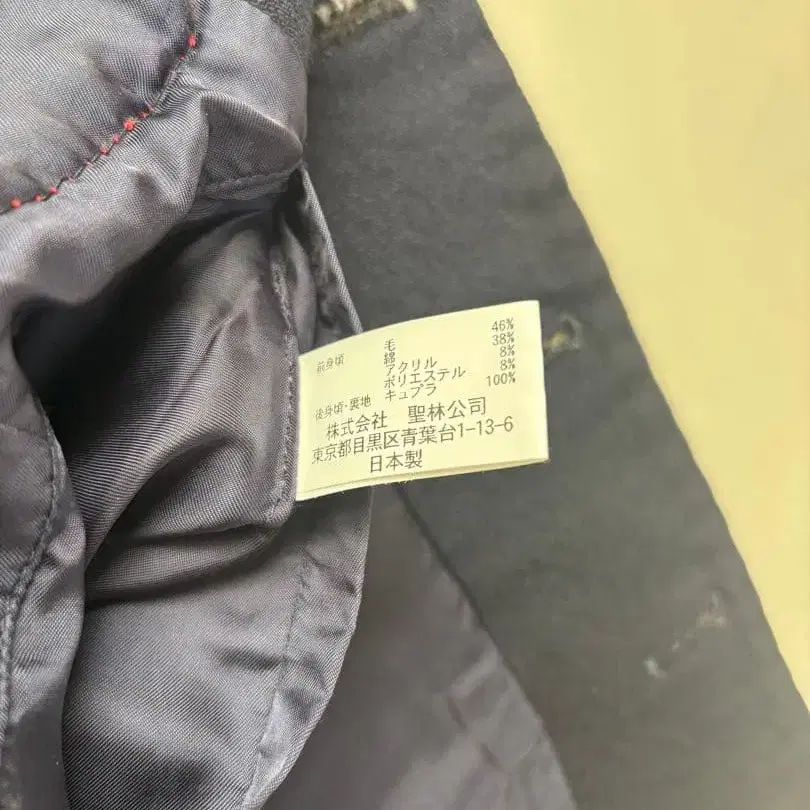 前身頃 毛 46%
綿 38%
アクリル 8%
ポリエステル 8%
後身頃・裏地 キュプラ 100%
株式会社 聖林公司
東京都目黒区青葉台1-13-6
日本製